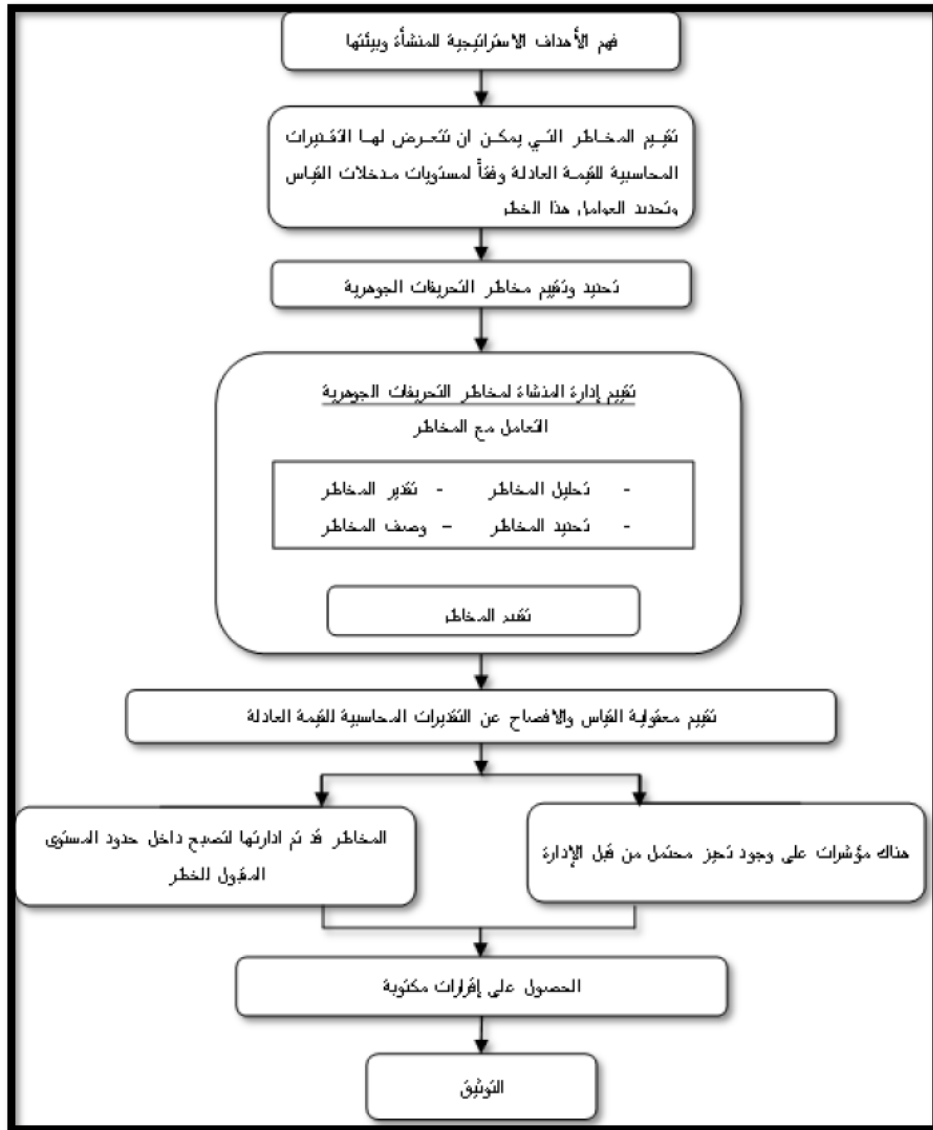 فهم الأهداف الاستراتيجية للمنشأة وبيئتها
تقييم المخاطر التي يمكن ان تتعرض لها التقديرات
المحاسبية للقيمة العادلة وفقاً لمستويات مدخلات القياس
وتحديد العوامل هذا الخطر
تحديد وتقييم مخاطر التحريفات الجوهرية
تقييم إدارة المنشاة لمخاطر التحريفات الجوهرية
التعامل مع المخاطر
- تحليل المخاطر - تقدير المخاطر
- تحديد المخاطر – وصف المخاطر
تقييم المخاطر
تقييم معقولية القياس والافصاح عن التقديرات المحاسبية للقيمة العادلة
هناك مؤشرات على وجود تحيز محتمل من قبل الإدارة
المخاطر قد تم ادارتها لتصبح داخل حدود المستوى
المقبول للخطر
الحصول على إقرارات مكتوبة
التوثيق